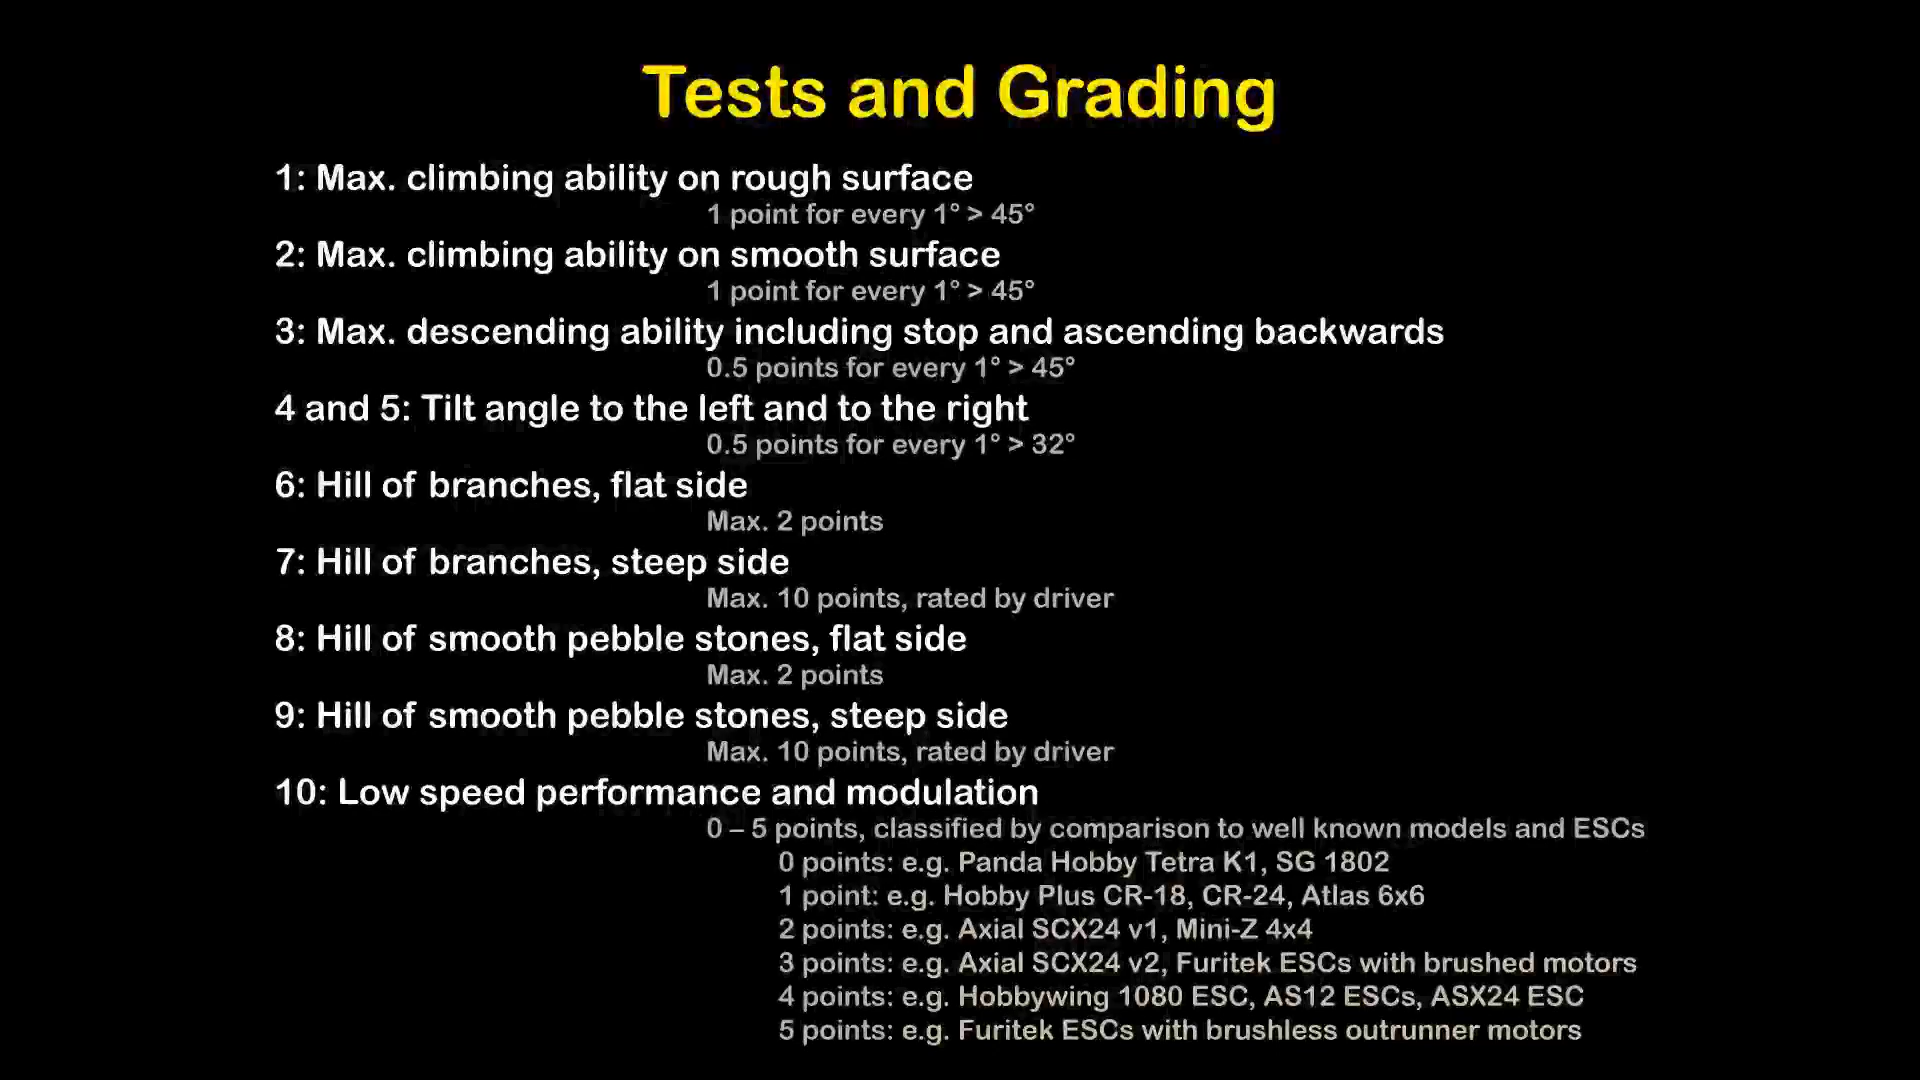 Tests and Grading
1: Max. climbing ability on rough surface
1 point for every 1° > 45°
2: Max. climbing ability on smooth surface
1 point for every 1° > 45°
3: Max. descending ability including stop and ascending backwards
0.5 points for every 1° > 45°
4 and 5: Tilt angle to the left and to the right
0.5 points for every 1° > 32°
6: Hill of branches, flat side
Max. 2 points
7: Hill of branches, steep side
Max. 10 points, rated by driver
8: Hill of smooth pebble stones, flat side
Max. 2 points
9: Hill of smooth pebble stones, steep side
Max. 10 points, rated by driver
10: Low speed performance and modulation
0 – 5 points, classified by comparison to well known models and ESCs
0 points: e.g. Panda Hobby Tetra K1, SG 1802
1 point: e.g. Hobby Plus CR-18, CR-24, Atlas 6x6
2 points: e.g. Axial SCX24 v1, Mini-Z 4x4
3 points: e.g. Axial SCX24 v2, Furitek ESCs with brushed motors
4 points: e.g. Hobbywing 1080 ESC, AS12 ESCs, ASX24 ESC
5 points: e.g. Furitek ESCs with brushless outrunner motors